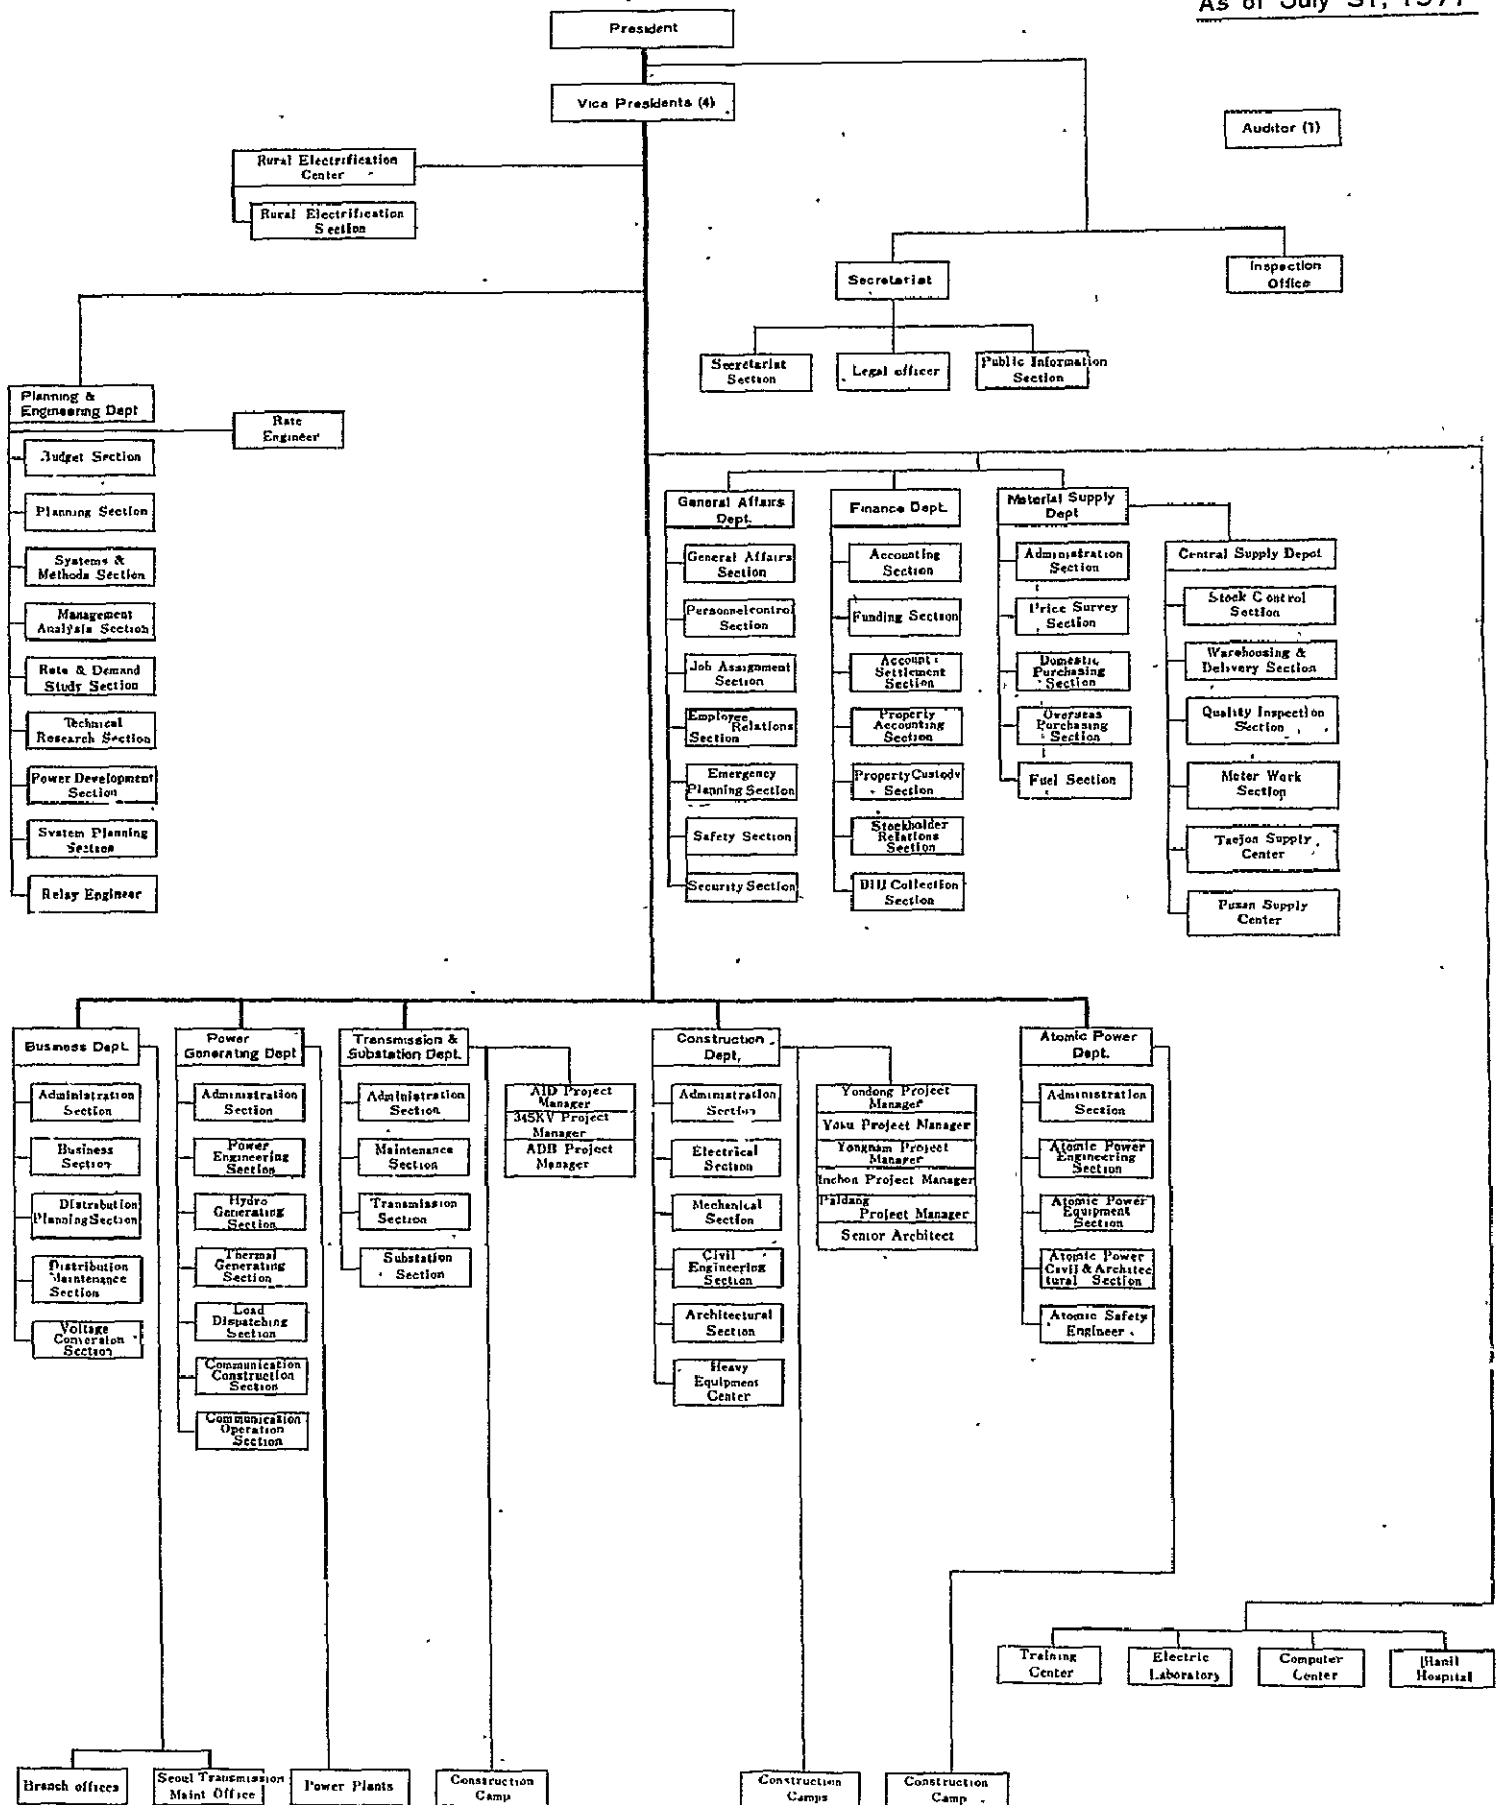 As of July 31, 197
President
Vice Presidents (4)
Auditor (1)
Rural Electrification
Center
Rural Electrification
Section
Secretariat
Inspection
Office
Secretariat
Section
Legal officer
Public Information
Section
Planning &
Engineering Dept
Rate
Engineer
Budget Section
Planning Section
Systems &
Methods Section
Management
Analysis Section
Rate & Demand
Study Section
Technical
Research Section
Power Development
Section
System Planning
Section
Relay Engineer
General Affairs
Dept.
General Affairs
Section
Personnel control
Section
Job Assignment
Section
Employee
Relations
Section
Emergency
Planning Section
Safety Section
Security Section
Finance Dept.
Accounting
Section
Funding Section
Account
Settlement
Section
Property
Accounting
Section
Property Custody
Section
Stockholder
Relations
Section
Bill Collection
Section
Material Supply
Dept
Administration
Section
Price Survey
Section
Domestic
Purchasing
Section
Overseas
Purchasing
Section
Fuel Section
Central Supply Depot
Stock Control
Section
Warehousing &
Delivery Section
Quality Inspection
Section
Meter Work
Section
Taejon Supply
Center
Pusan Supply
Center
Business Dept.
Administration
Section
Business
Section
Distribution
Planning Section
Distribution
Maintenance
Section
Voltage
Conversion
Section
Power
Generating Dept
Administration
Section
Power
Engineering
Section
Hydro
Generating
Section
Thermal
Generating
Section
Load
Dispatching
Section
Communication
Construction
Section
Communication
Operation
Section
Transmission &
Substation Dept.
Administration
Section
Maintenance
Section
Transmission
Section
Substation
Section
AID Project
Manager
345KV Project
Manager
ADB Project
Manager
Construction
Dept.
Administration
Section
Electrical
Section
Mechanical
Section
Civil
Engineering
Section
Architectural
Section
Heavy
Equipment
Center
Yondong Project
Manager
Yosu Project Manager
Yongnam Project
Manager
Inchon Project Manager
Paldang
Project Manager
Senior Architect
Atomic Power
Dept.
Administration
Section
Atomic Power
Engineering
Section
Atomic Power
Equipment
Section
Atomic Power
Civil & Architec
tural Section
Atomic Safety
Engineer
Training
Center
Electric
Laboratory
Computer
Center
Hanil
Hospital
Branch offices
Seoul Transmission
Maint Office
Power Plants
Construction
Camp
Construction
Camps
Construction
Camp